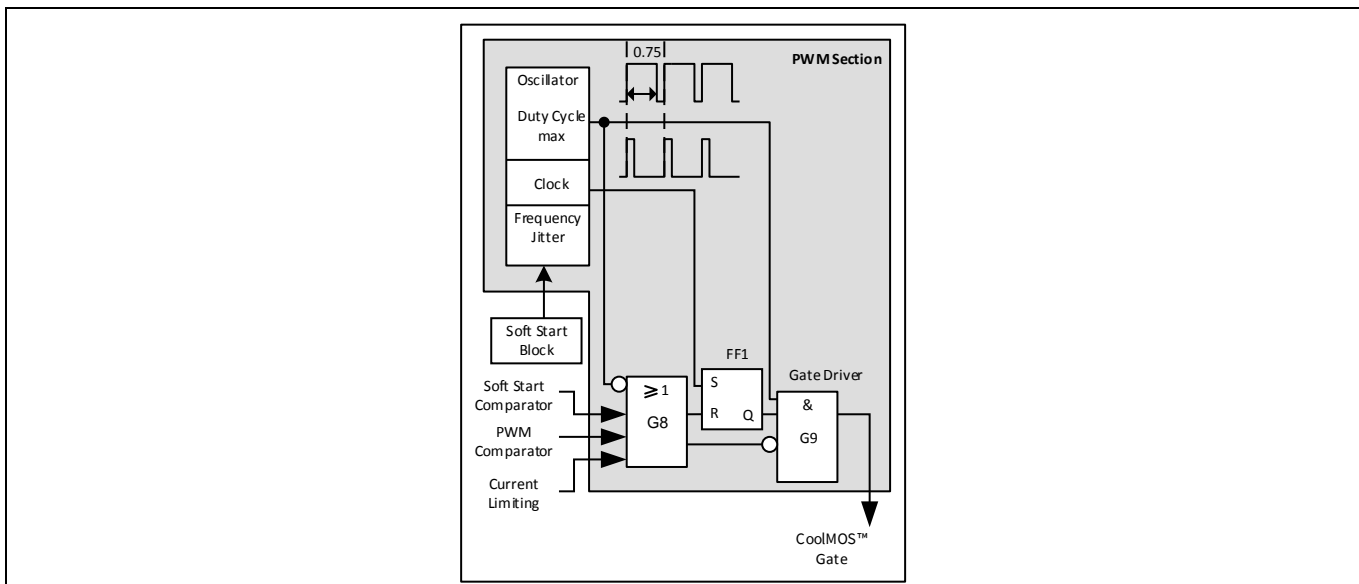 0.75
PWM Section
Oscillator
Duty Cycle
max
Clock
Frequency
Jitter
Soft Start
Block
FF1
Gate Driver
Soft Start
Comparator
PWM
Comparator
Current
Limiting
⩾1
G8
S
R
Q
&
G9
CoolMOS™
Gate